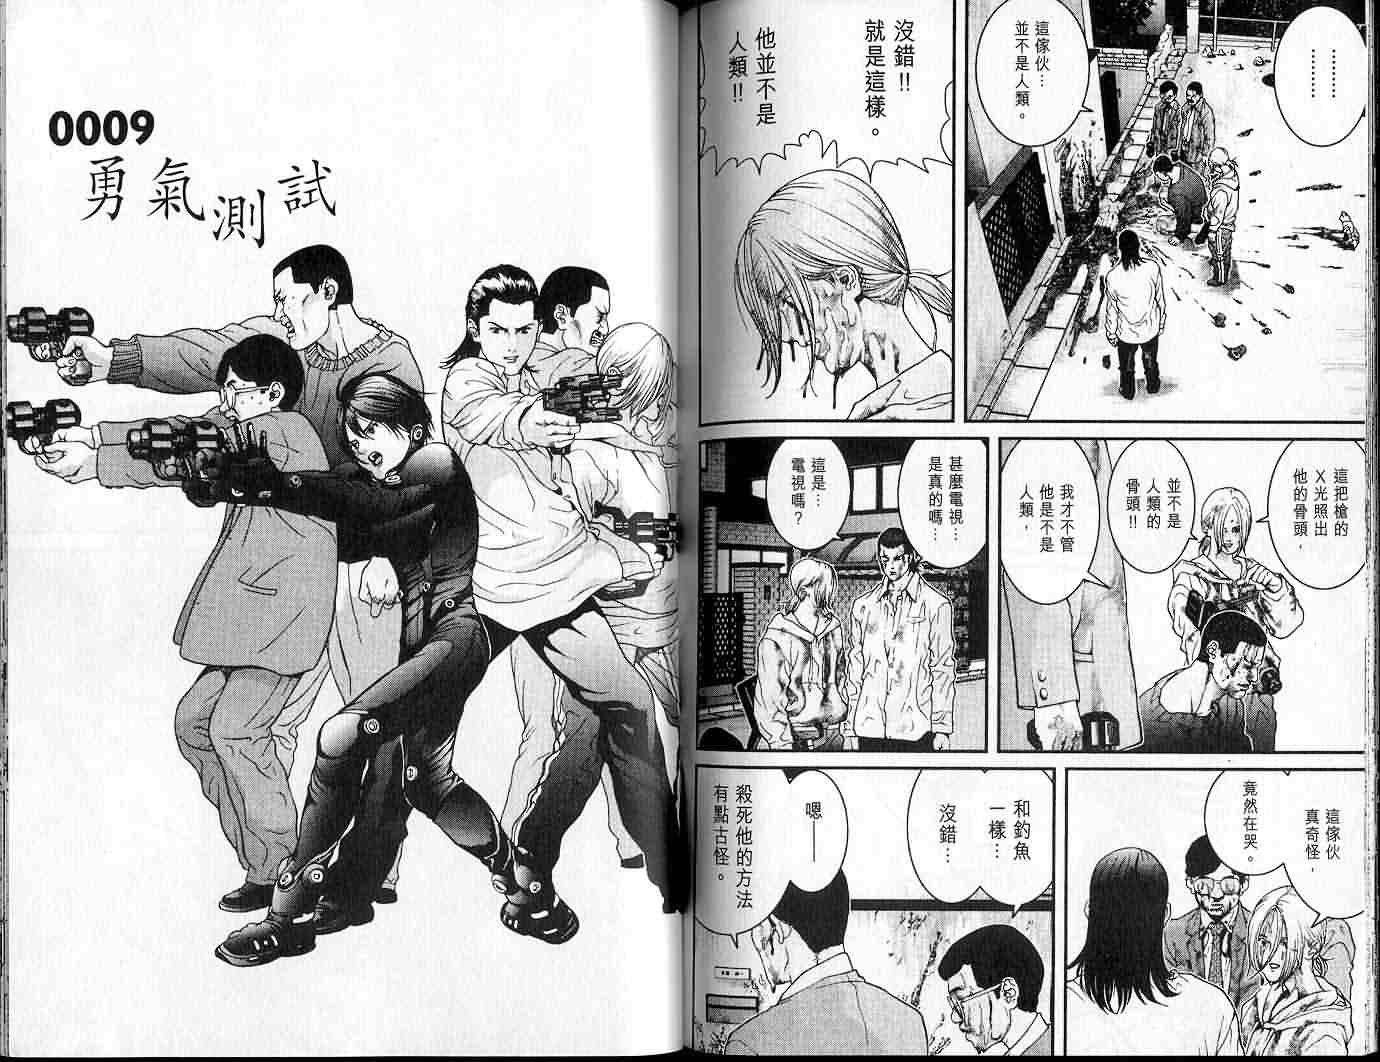 ⋯⋯⋯
這傢伙⋯
並不是人類。
沒錯!!
就是這樣。
他並不是
人類!!
這把槍的
X光照出
他的骨頭，
並不是
人類的
骨頭!!
我才不管
他是不是
人類，
甚麼電視⋯
是真的嗎⋯
這是⋯
電視嗎?
這傢伙
真奇怪，
竟然在哭。
和釣魚
一樣⋯
沒錯⋯
嗯——
殺死他的方法
有點古怪。
0009
勇氣測試